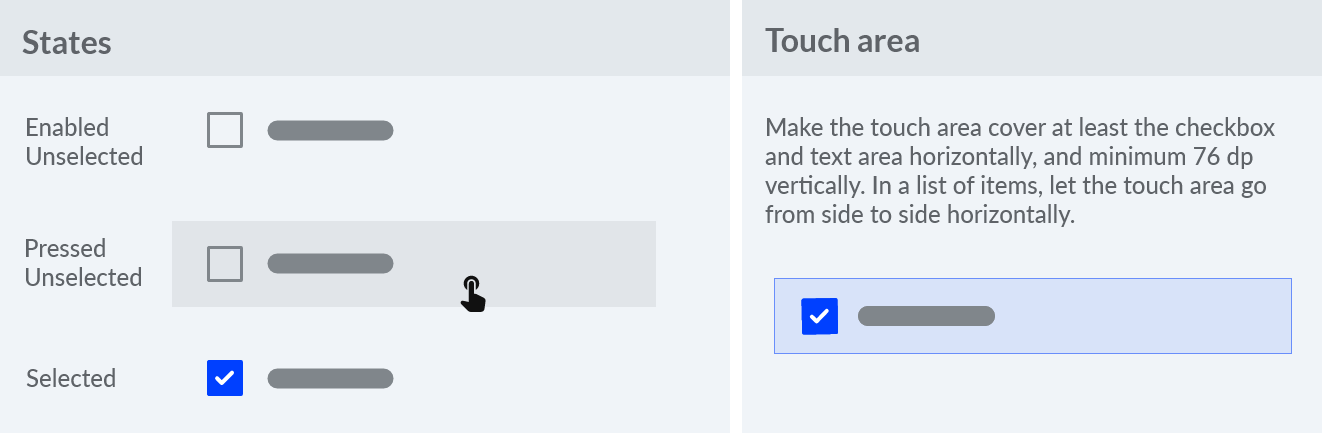 States
Enabled
Unselected
Pressed
Unselected
Selected
Touch area
Make the touch area cover at least the checkbox
and text area horizontally, and minimum 76 dp
vertically. In a list of items, let the touch area go
from side to side horizontally.